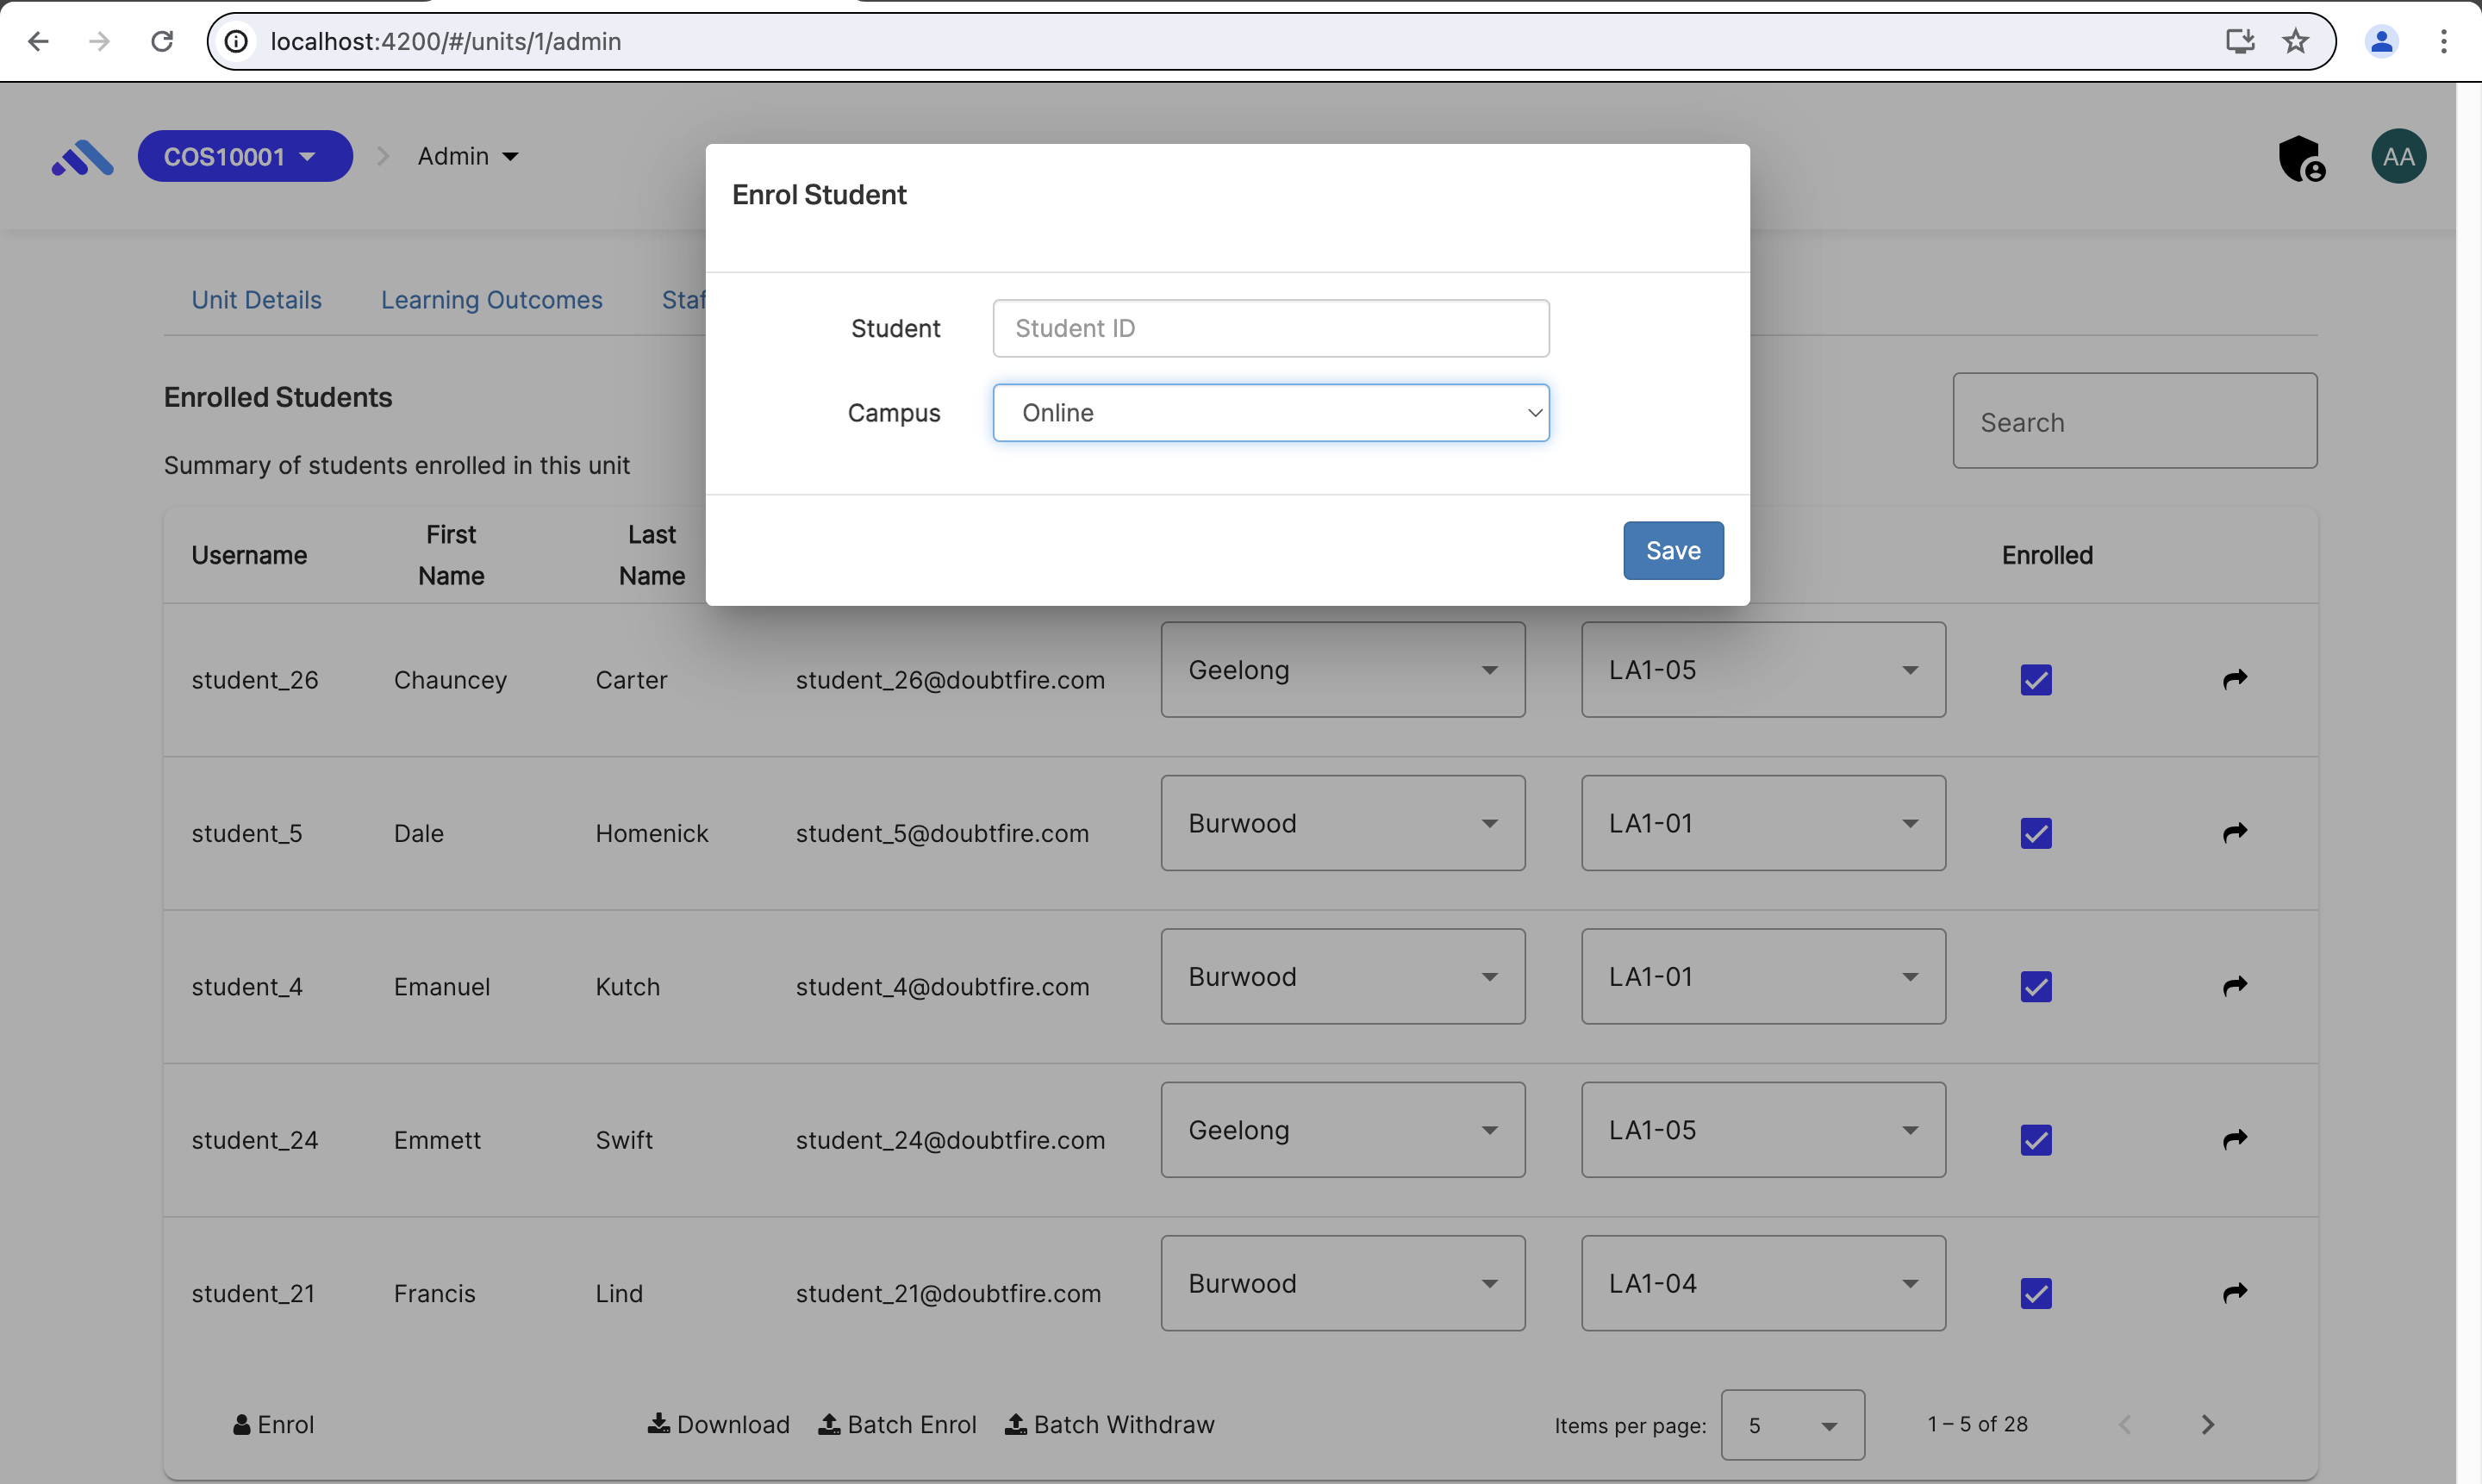 localhost:4200/#/units/1/admin
COS10001
Admin
AA
Enrol Student
Student
Student ID
Campus
Online
Save
Unit Details
Learning Outcomes
Enrolled Students
Search
Summary of students enrolled in this unit
Username
First Name
Last Name
Enrolled
student_26
Chauncey
Carter
student_26@doubtfire.com
Geelong
LA1-05
student_5
Dale
Homenick
student_5@doubtfire.com
Burwood
LA1-01
student_4
Emanuel
Kutch
student_4@doubtfire.com
Burwood
LA1-01
student_24
Emmett
Swift
student_24@doubtfire.com
Geelong
LA1-05
student_21
Francis
Lind
student_21@doubtfire.com
Burwood
LA1-04
Enrol
Download
Batch Enrol
Batch Withdraw
Items per page:
5
1 – 5 of 28